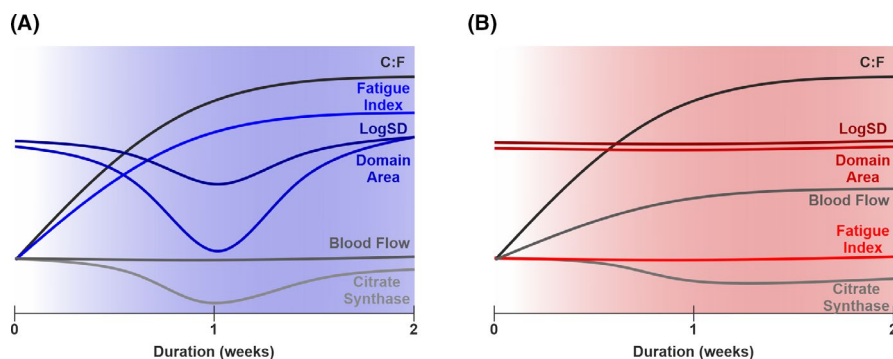 (A)
C:F
Fatigue
Index
LogSD
Domain
Area
Blood Flow
Citrate
Synthase
0
1
2
Duration (weeks)
(B)
C:F
LogSD
Domain
Area
Blood Flow
Fatigue
Index
Citrate
Synthase
0
1
2
Duration (weeks)